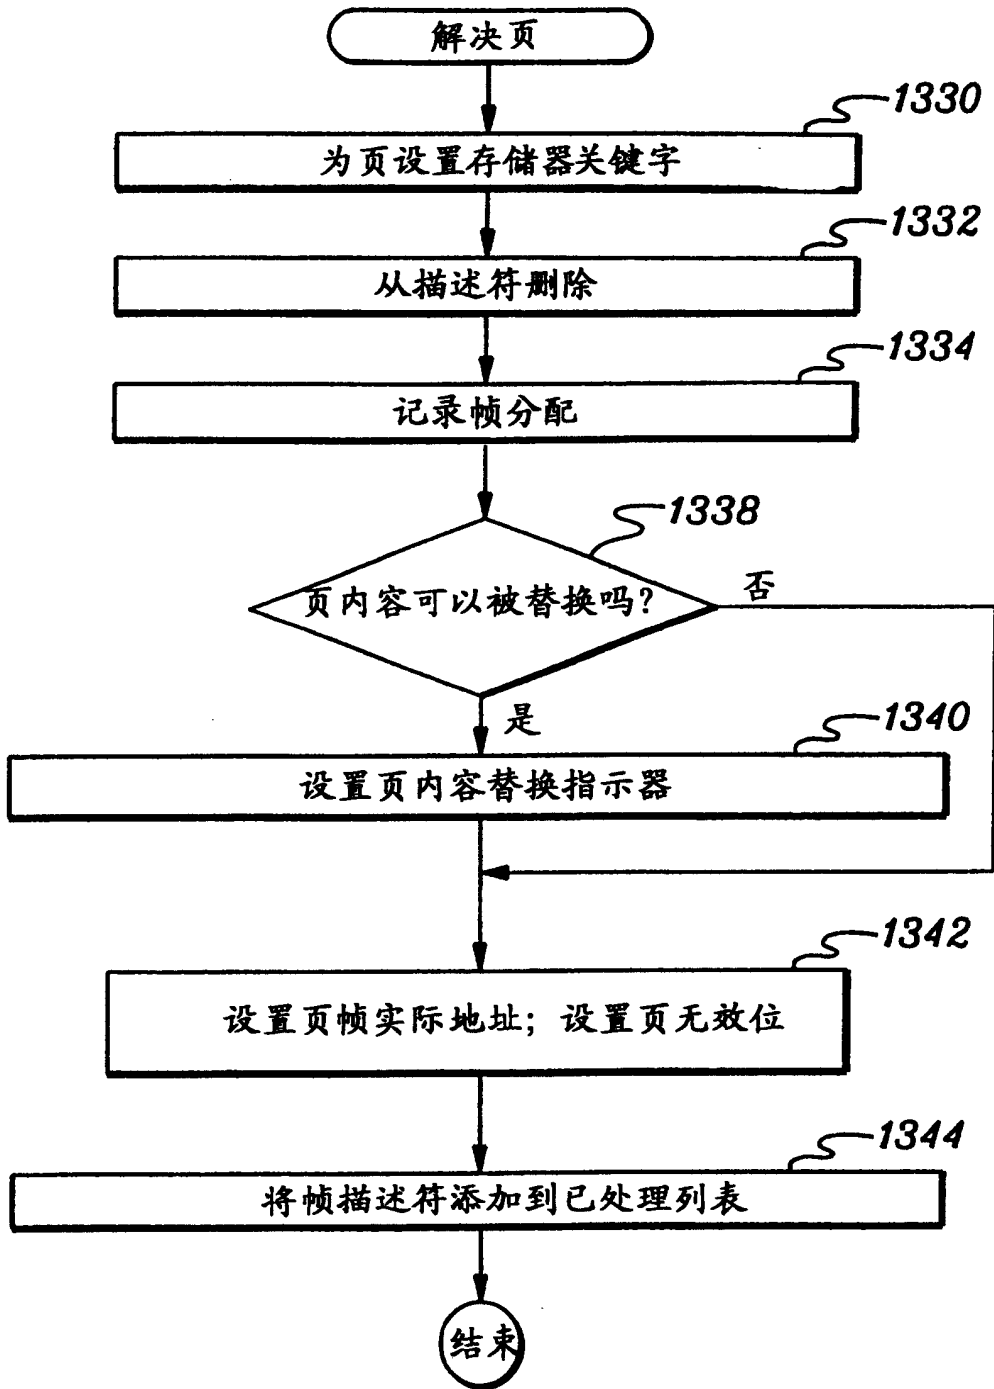 解决页
1330
为页设置存储器关键字
1332
从描述符删除
1334
记录帧分配
1338
页内容可以被替换吗?
否
是
1340
设置页内容替换指示器
1342
设置页帧实际地址; 设置页无效位
1344
将帧描述符添加到已处理列表
结束